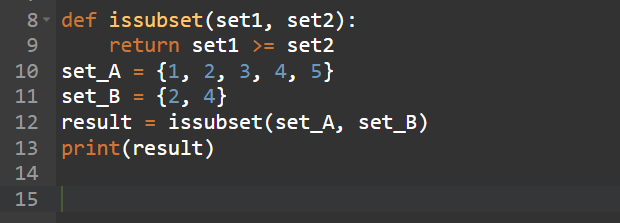 8 def issubset(set1, set2):
9     return set1 >= set2
10 set_A = {1, 2, 3, 4, 5}
11 set_B = {2, 4}
12 result = issubset(set_A, set_B)
13 print(result)
14
15